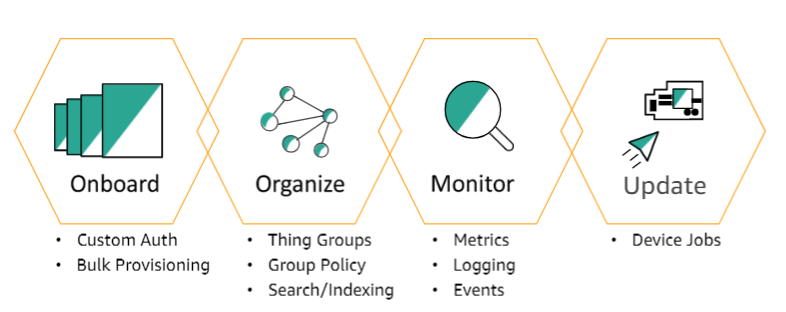 Onboard
• Custom Auth
• Bulk Provisioning
Organize
• Thing Groups
• Group Policy
• Search/Indexing
Monitor
• Metrics
• Logging
• Events
Update
• Device Jobs